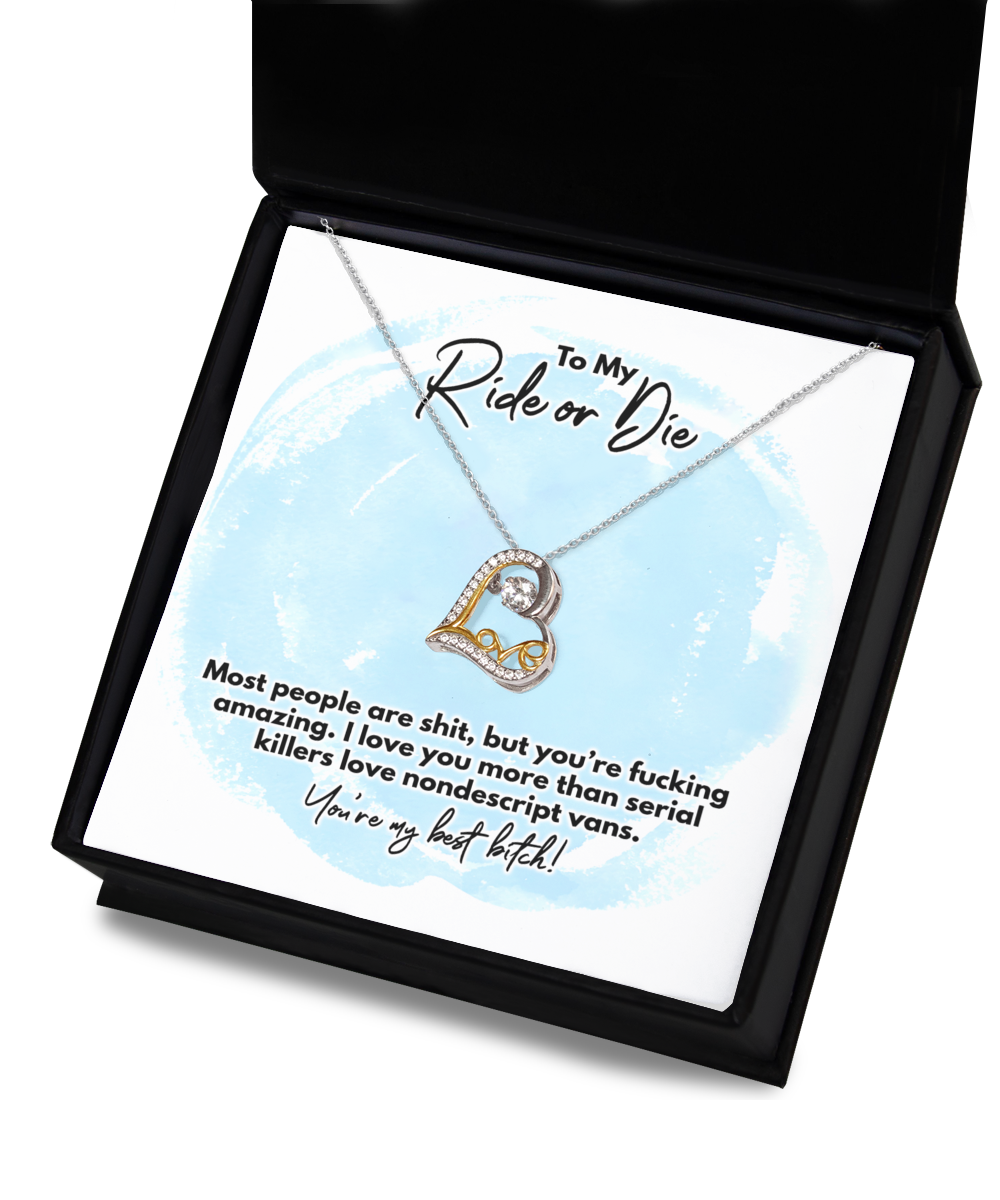 To My
Ride or Die
Love
Most people are shit, but you're fucking
amazing. I love you more than serial
killers love nondescript vans.
You're my best bitch!